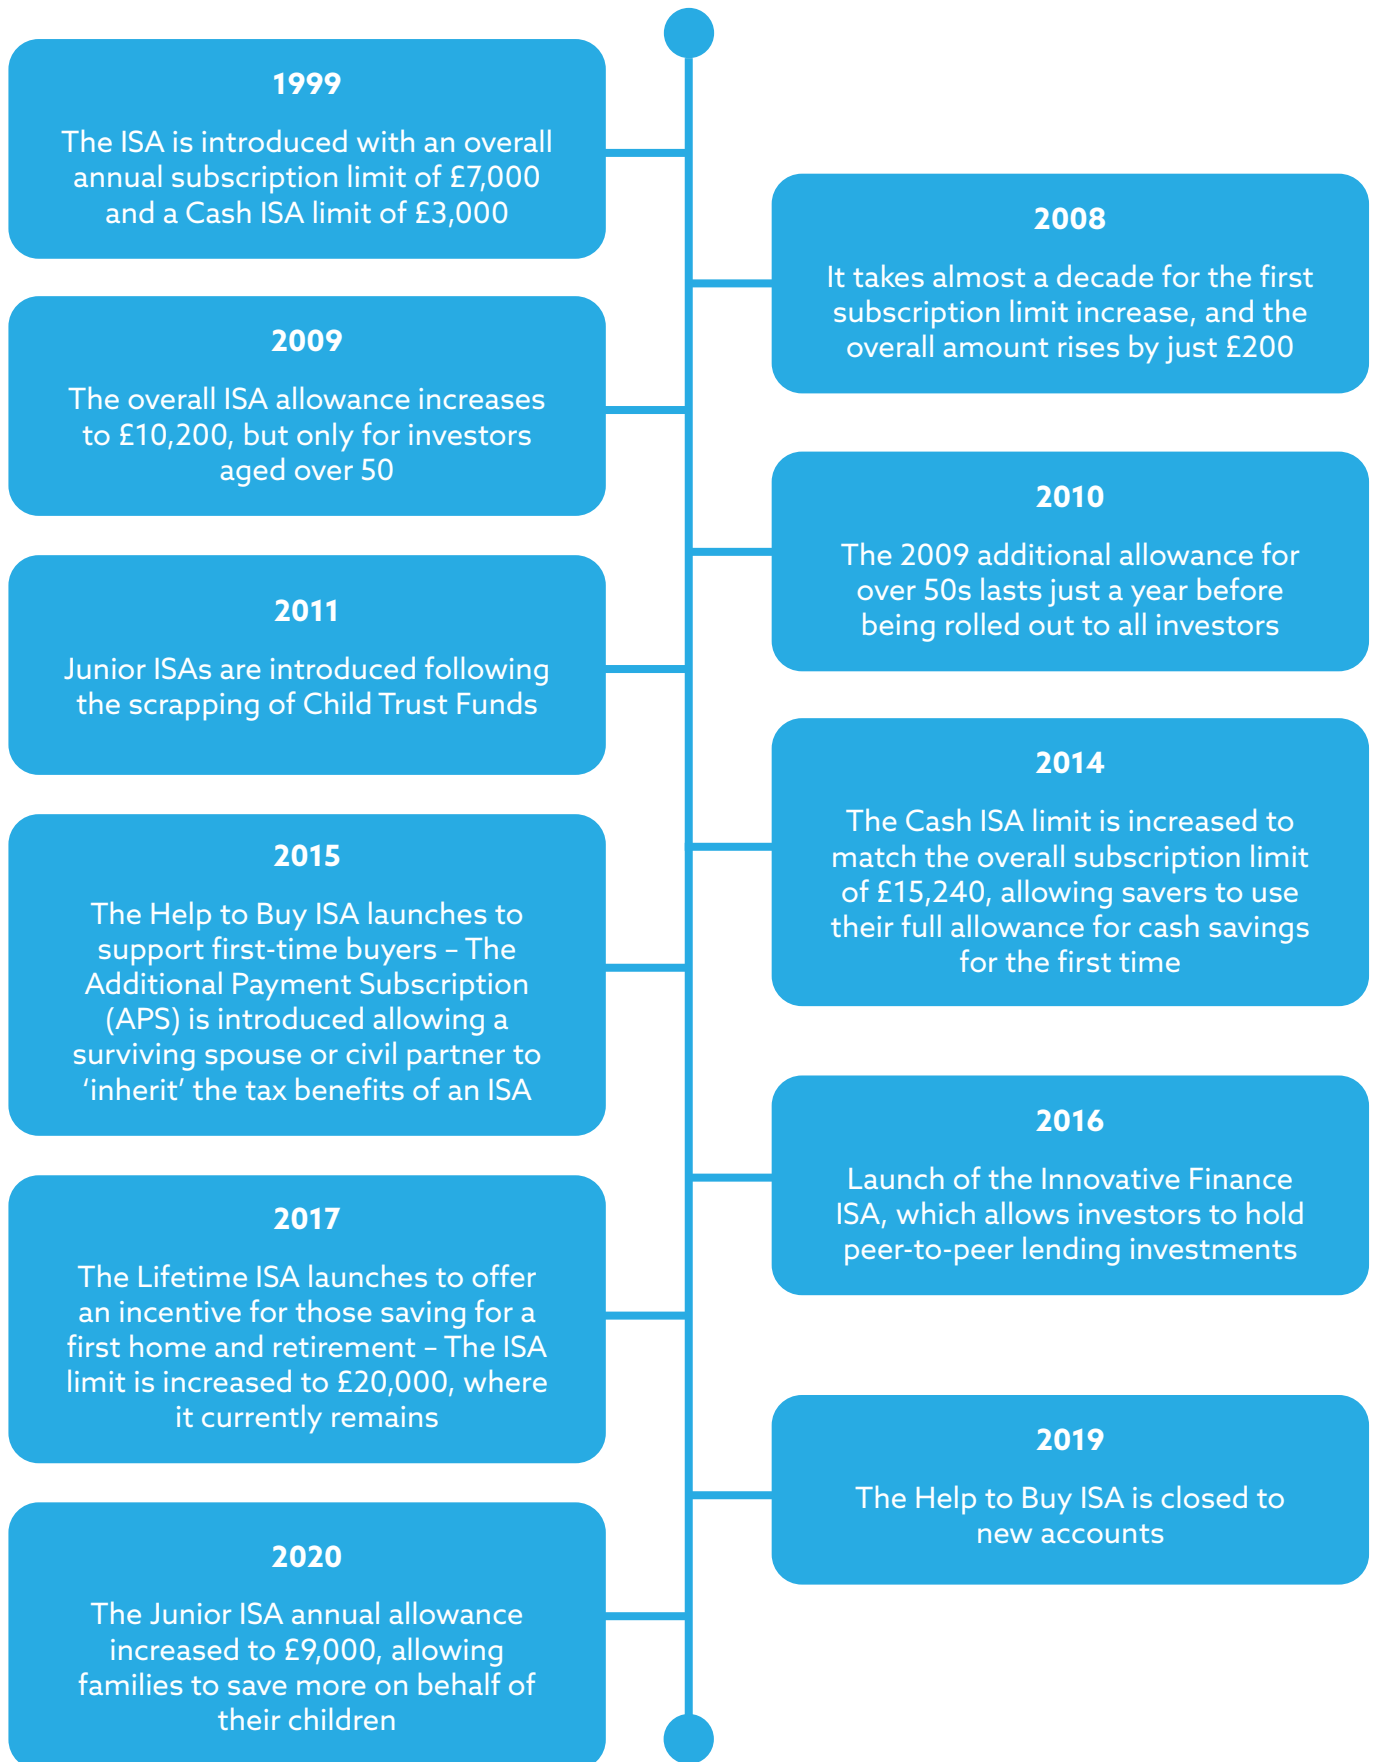 1999
The ISA is introduced with an overall
annual subscription limit of £7,000
and a Cash ISA limit of £3,000
2008
It takes almost a decade for the first
subscription limit increase, and the
overall amount rises by just £200
2009
The overall ISA allowance increases
to £10,200, but only for investors
aged over 50
2010
The 2009 additional allowance for
over 50s lasts just a year before
being rolled out to all investors
2011
Junior ISAs are introduced following
the scrapping of Child Trust Funds
2014
The Cash ISA limit is increased to
match the overall subscription limit
of £15,240, allowing savers to use
their full allowance for cash savings
for the first time
2015
The Help to Buy ISA launches to
support first-time buyers – The
Additional Payment Subscription
(APS) is introduced allowing a
surviving spouse or civil partner to
‘inherit’ the tax benefits of an ISA
2016
Launch of the Innovative Finance
ISA, which allows investors to hold
peer-to-peer lending investments
2017
The Lifetime ISA launches to offer
an incentive for those saving for a
first home and retirement – The ISA
limit is increased to £20,000, where
it currently remains
2019
The Help to Buy ISA is closed to
new accounts
2020
The Junior ISA annual allowance
increased to £9,000, allowing
families to save more on behalf of
their children